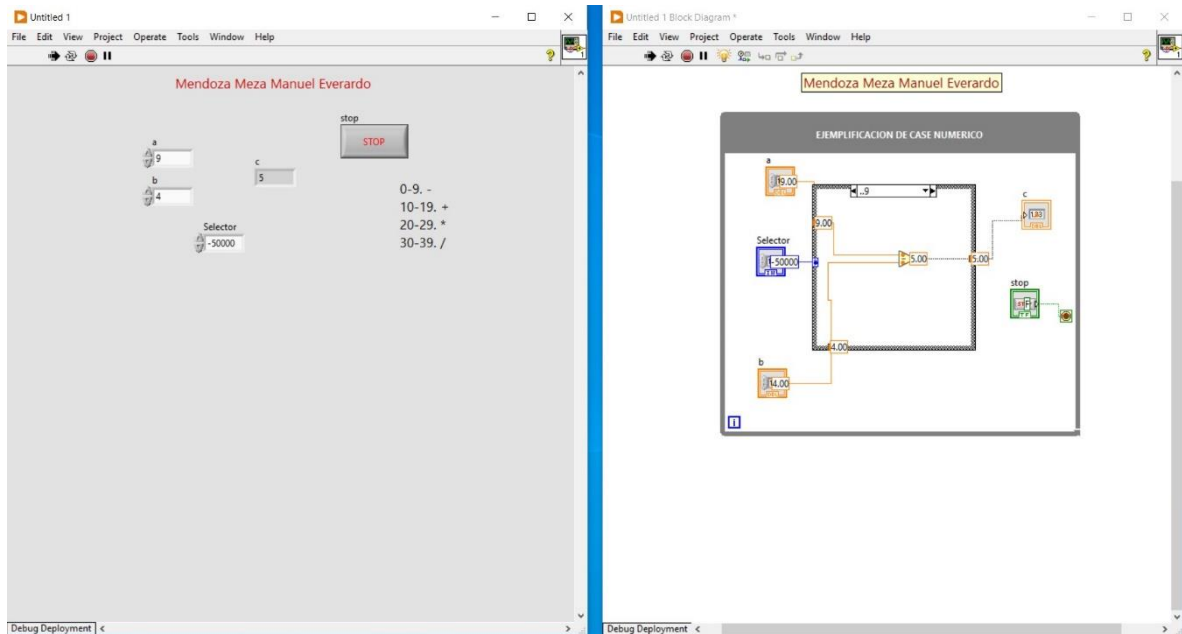 Untitled 1
File Edit View Project Operate Tools Window Help
Mendoza Meza Manuel Everardo
stop
STOP
a
9
c
5
b
4
0-9. -
10-19. +
20-29. *
30-39. /
Selector
-50000
Debug Deployment
Untitled 1 Block Diagram *
File Edit View Project Operate Tools Window Help
Mendoza Meza Manuel Everardo
EJEMPLIFICACION DE CASE NUMERICO
a
9.00
..9
c
1.23
9.00
Selector
-50000
5.00
5.00
stop
i
4.00
b
4.00
Debug Deployment